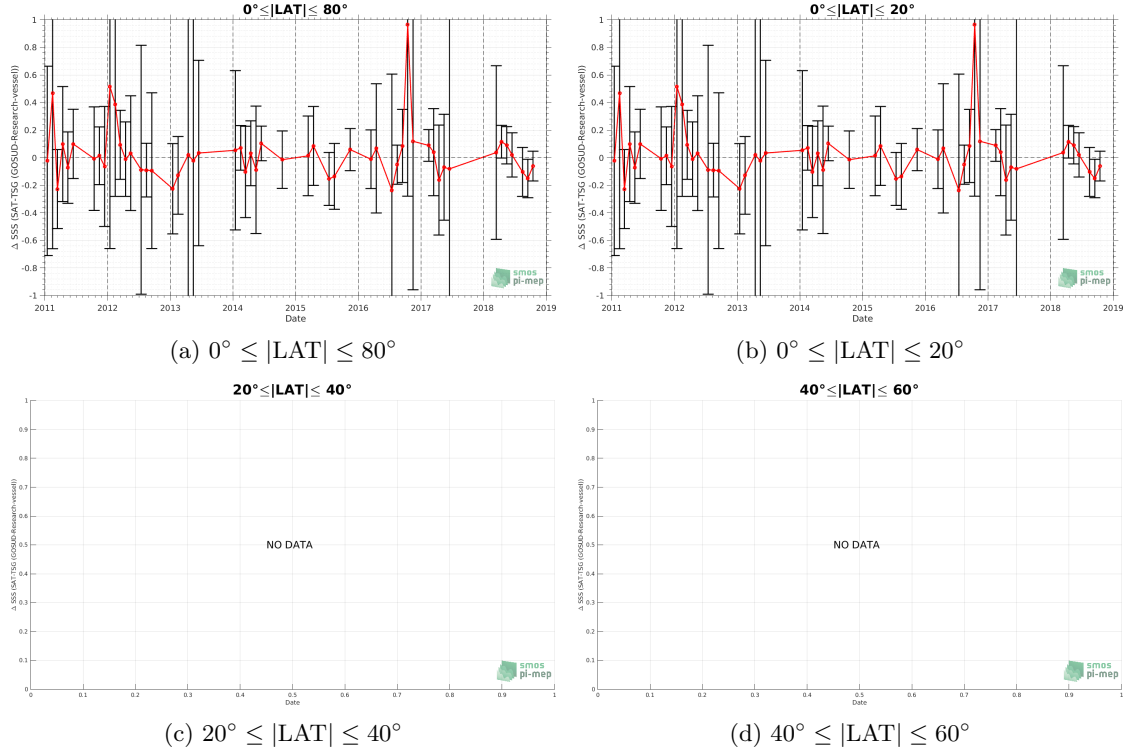 0°≤|LAT|≤ 80°
Δ SSS (SAT-TSG (GOSUD-Research-vessel))
1
0.8
0.6
0.4
0.2
0
-0.2
-0.4
-0.6
-0.8
-1
2011 2012 2013 2014 2015 2016 2017 2018 2019
Date
smos
pi-mep
(a) 0° ≤ |LAT| ≤ 80°
0°≤|LAT|≤ 20°
Δ SSS (SAT-TSG (GOSUD-Research-vessel))
1
0.8
0.6
0.4
0.2
0
-0.2
-0.4
-0.6
-0.8
-1
2011 2012 2013 2014 2015 2016 2017 2018 2019
Date
smos
pi-mep
(b) 0° ≤ |LAT| ≤ 20°
20°≤|LAT|≤ 40°
Δ SSS (SAT-TSG (GOSUD-Research-vessel))
1
0.9
0.8
0.7
0.6
0.5
0.4
0.3
0.2
0.1
0
NO DATA
0 0.1 0.2 0.3 0.4 0.5 0.6 0.7 0.8 0.9 1
Date
smos
pi-mep
(c) 20° ≤ |LAT| ≤ 40°
40°≤|LAT|≤ 60°
Δ SSS (SAT-TSG (GOSUD-Research-vessel))
1
0.9
0.8
0.7
0.6
0.5
0.4
0.3
0.2
0.1
0
NO DATA
0 0.1 0.2 0.3 0.4 0.5 0.6 0.7 0.8 0.9 1
Date
smos
pi-mep
(d) 40° ≤ |LAT| ≤ 60°